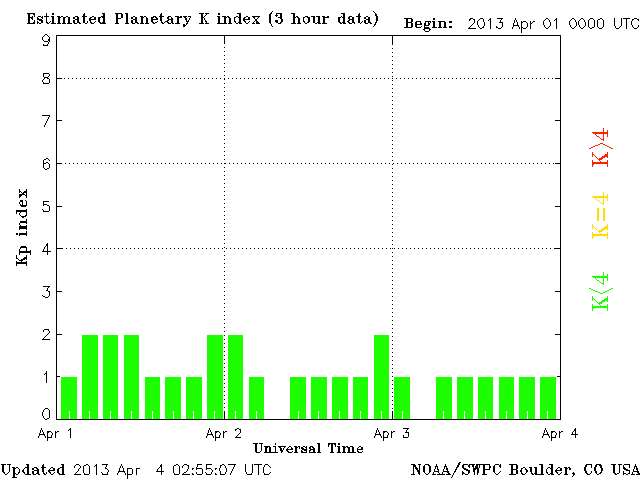 Estimated Planetary K index (3 hour data) Begin: 2013 Apr 01 0000 UTC
9
8
7
6
5
4
3
2
1
0
Kp index
K>4
K=4
K<4
Apr 1 Apr 2 Apr 3 Apr 4
Universal Time
Updated 2013 Apr 4 02:55:07 UTC NOAA/SWPC Boulder, CO USA